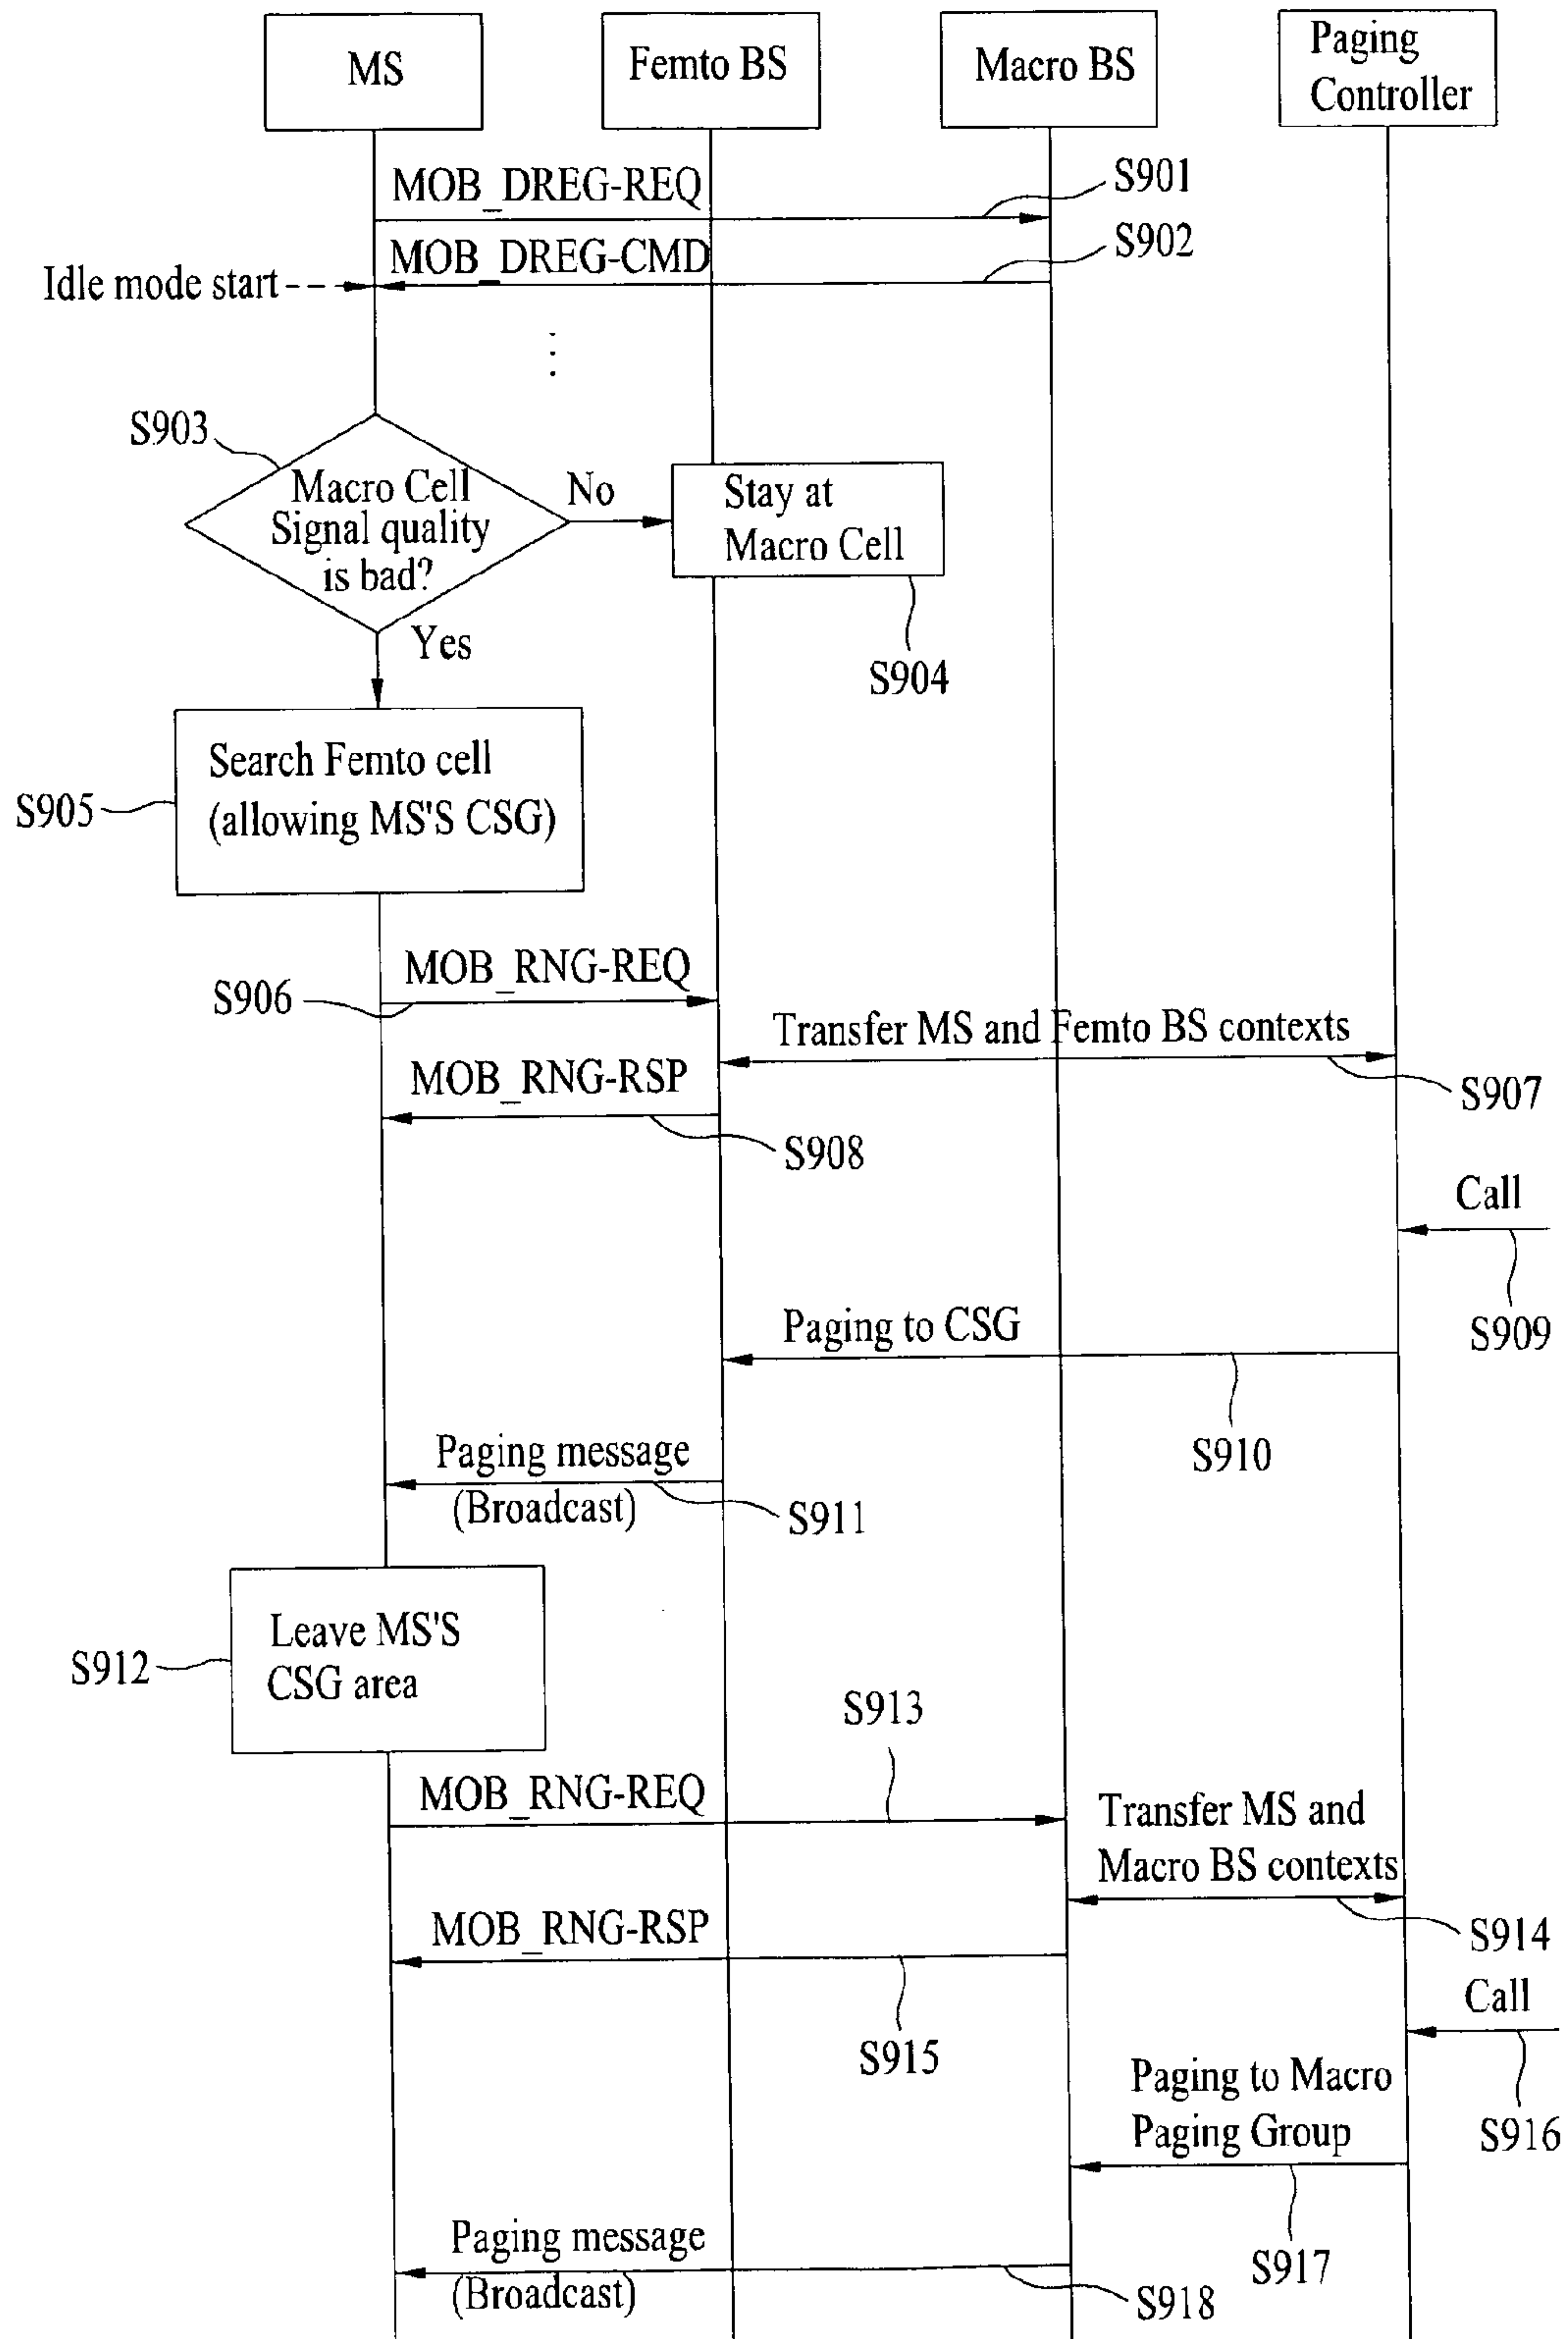 MS
Femto BS
Macro BS
Paging
Controller
MOB_DREG-REQ
S901
MOB_DREG-CMD
S902
Idle mode start
S903
Macro Cell
Signal quality
is bad?
No
Stay at
Macro Cell
S904
Yes
Search Femto cell
(allowing MS'S CSG)
S905
MOB_RNG-REQ
S906
Transfer MS and Femto BS contexts
S907
MOB_RNG-RSP
S908
Call
S909
Paging to CSG
S910
Paging message
(Broadcast)
S911
Leave MS'S
CSG area
S912
S913
MOB_RNG-REQ
Transfer MS and
Macro BS contexts
S914
MOB_RNG-RSP
S915
Call
S916
Paging to Macro
Paging Group
S917
Paging message
(Broadcast)
S918